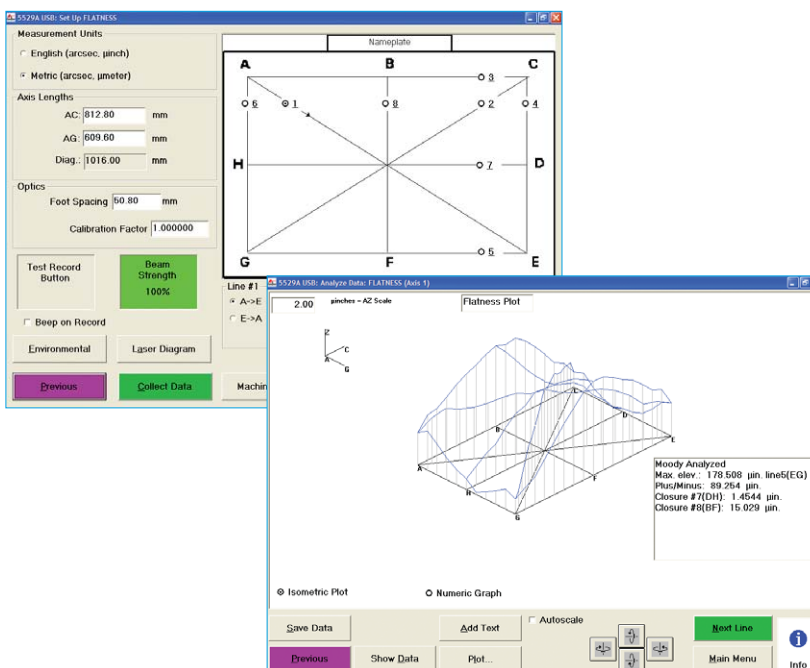 5529A USB: Set Up FLATNESS
Measurement Units
English (arcsec, µinch)
Metric (arcsec, µmeter)
Axis Lengths
AC: 812.80 mm
AG: 609.60 mm
Diag.: 1016.00 mm
Optics
Foot Spacing 50.80 mm
Calibration Factor 1.000000
Test Record Button
Beam Strength 100%
Beep on Record
Environmental
Laser Diagram
Previous
Collect Data
Machin
Nameplate
A B C
3
6 1 8 2 4
H 7 D
5
G F E
Line #1
A->E
E->A
5529A USB: Analyze Data: FLATNESS (Axis 1)
2.00 µinches = AZ Scale
Flatness Plot
Z
C
A
G
C
B
D
A
E
H
F
G
Moody Analyzed
Max. elev.: 178.508 µin. line5(EG)
Plus/Minus: 89.254 µin.
Closure #7(DH): 1.4544 µin.
Closure #8(BF): 15.029 µin.
Isometric Plot
Numeric Graph
Save Data
Add Text
Autoscale
Next Line
Previous
Show Data
Plot...
Main Menu
Info